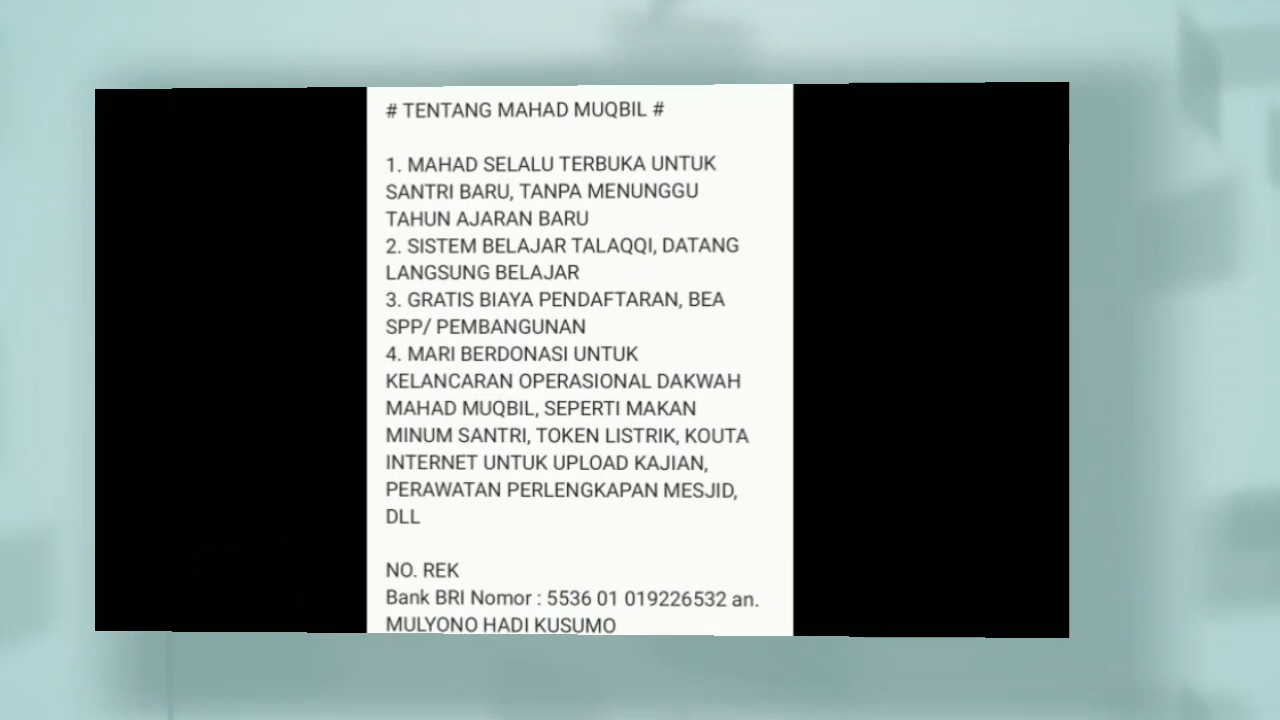 # TENTANG MAHAD MUQBIL #
1. MAHAD SELALU TERBUKA UNTUK
SANTRI BARU, TANPA MENUNGGU
TAHUN AJARAN BARU
2. SISTEM BELAJAR TALAQQI, DATANG
LANGSUNG BELAJAR
3. GRATIS BIAYA PENDAFTARAN, BEA
SPP/ PEMBANGUNAN
4. MARI BERDONASI UNTUK
KELANCARAN OPERASIONAL DAKWAH
MAHAD MUQBIL, SEPERTI MAKAN
MINUM SANTRI, TOKEN LISTRIK, KOUTA
INTERNET UNTUK UPLOAD KAJIAN,
PERAWATAN PERLENGKAPAN MESJID,
DLL
NO. REK
Bank BRI Nomor : 5536 01 019226532 an.
MULYONO HADI KUSUMO